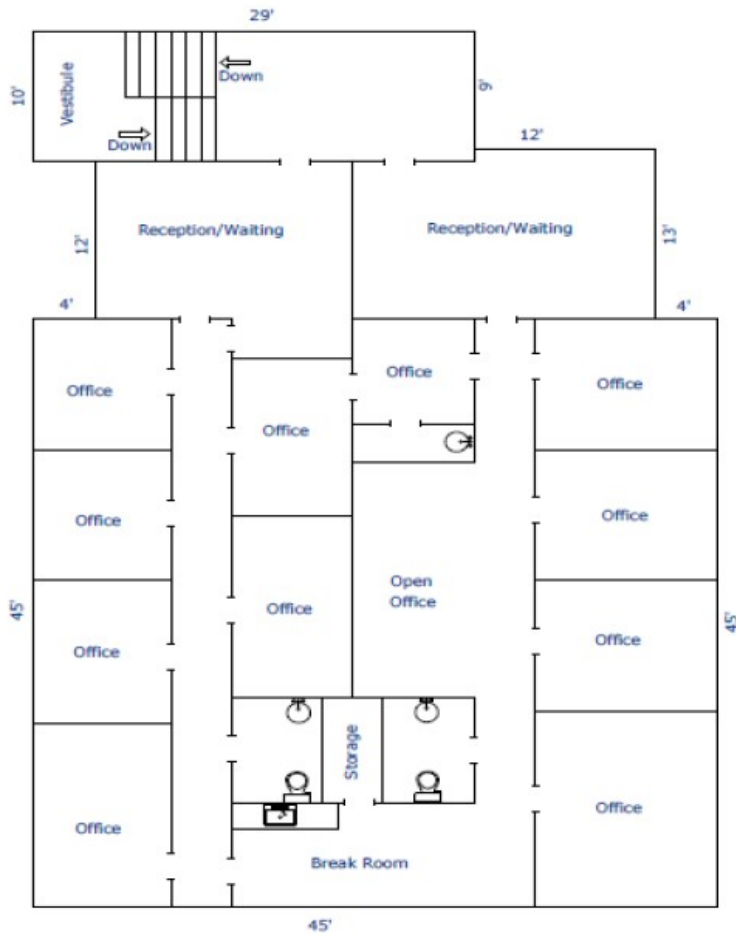 29'
10'
Vestibule
Down
Down
9'
12'
Reception/Waiting
Reception/Waiting
12'
13'
4'
4'
Office
Office
Office
Office
Office
Office
Open
Office
Office
Office
Office
45'
45'
Storage
Office
Office
Break Room
45'